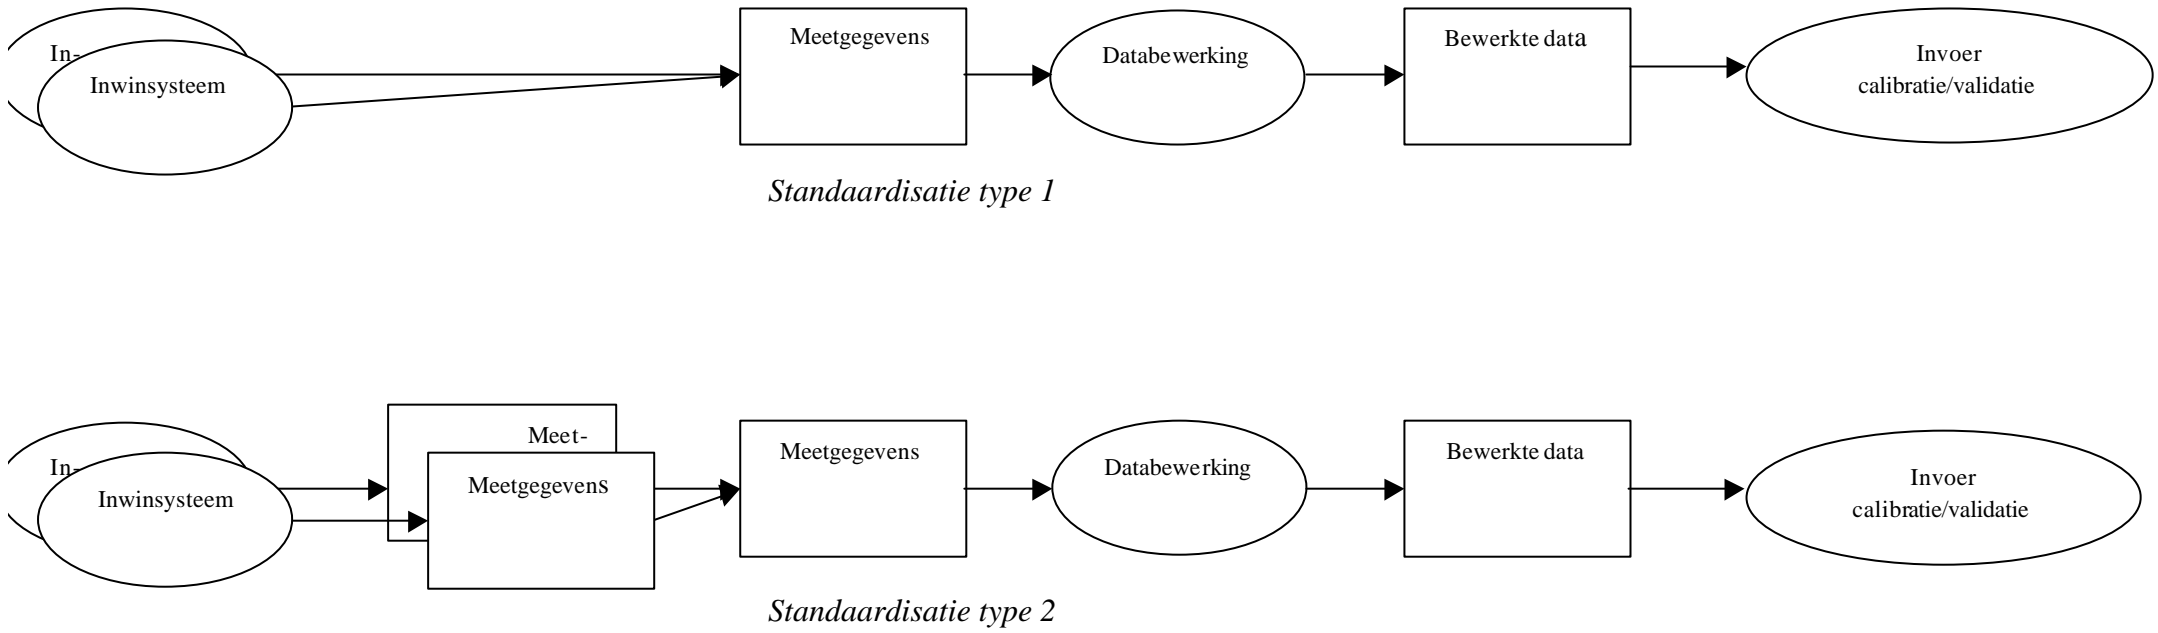 In-
Inwinsysteem
Meetgegevens
Databewerking
Bewerkte data
Invoer
calibratie/validatie
Standaardisatie type 1
In-
Inwinsysteem
Meet-
Meetgegevens
Meetgegevens
Databewerking
Bewerkte data
Invoer
calibratie/validatie
Standaardisatie type 2